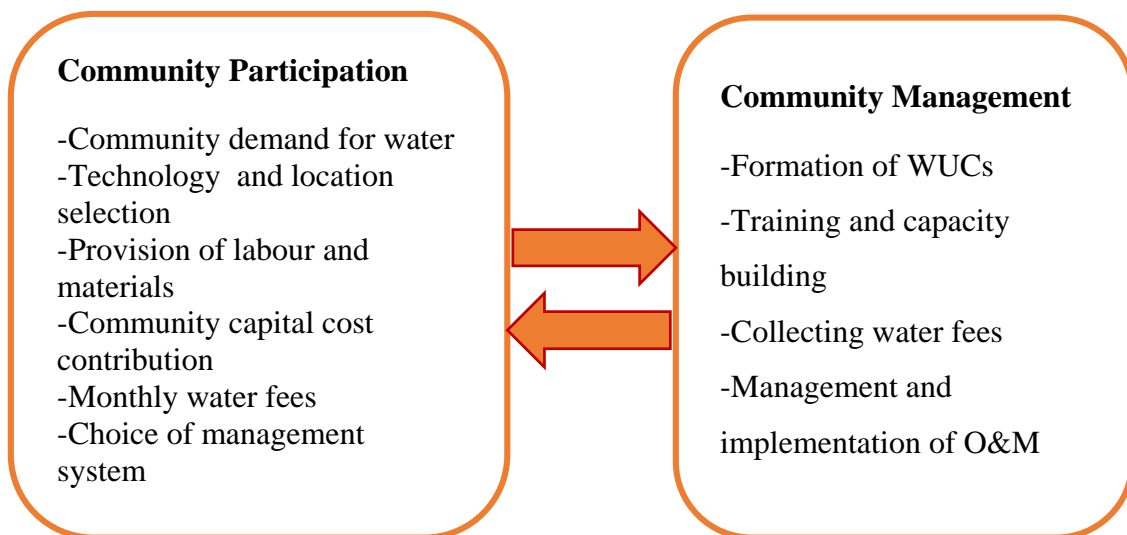 Community Participation
-Community demand for water
-Technology  and location
selection
-Provision of labour and
materials
-Community capital cost
contribution
-Monthly water fees
-Choice of management
system
Community Management
-Formation of WUCs
-Training and capacity
building
-Collecting water fees
-Management and
implementation of O&M